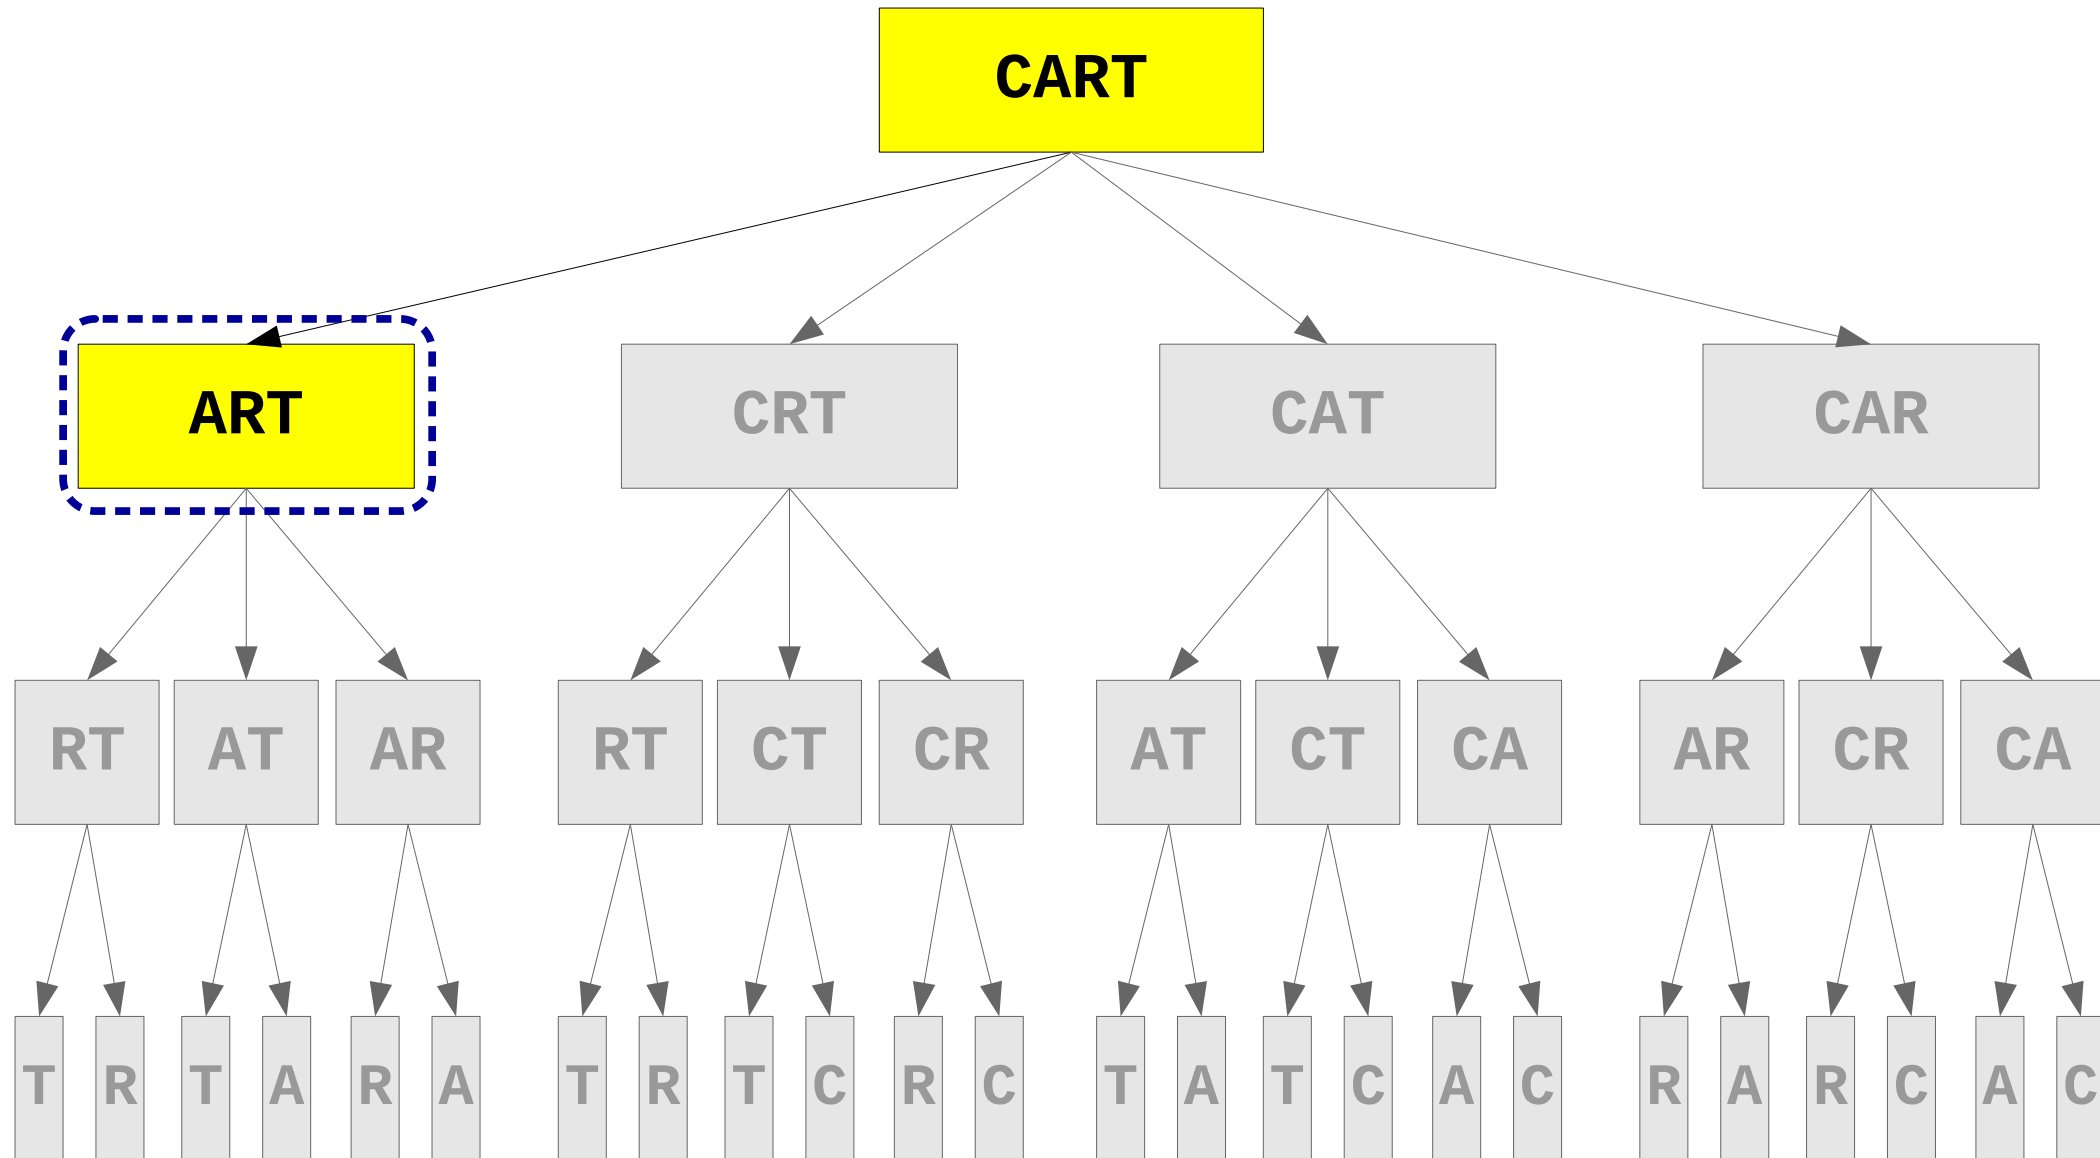 CART
ART CRT CAT CAR
RT AT AR RT CT CR AT CT CA AR CR CA
T R T A R A T R T C R C T A T C A C R A R C A C